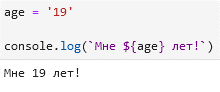 age = '19'
console.log(`Мне ${age} лет!`)
Мне 19 лет!